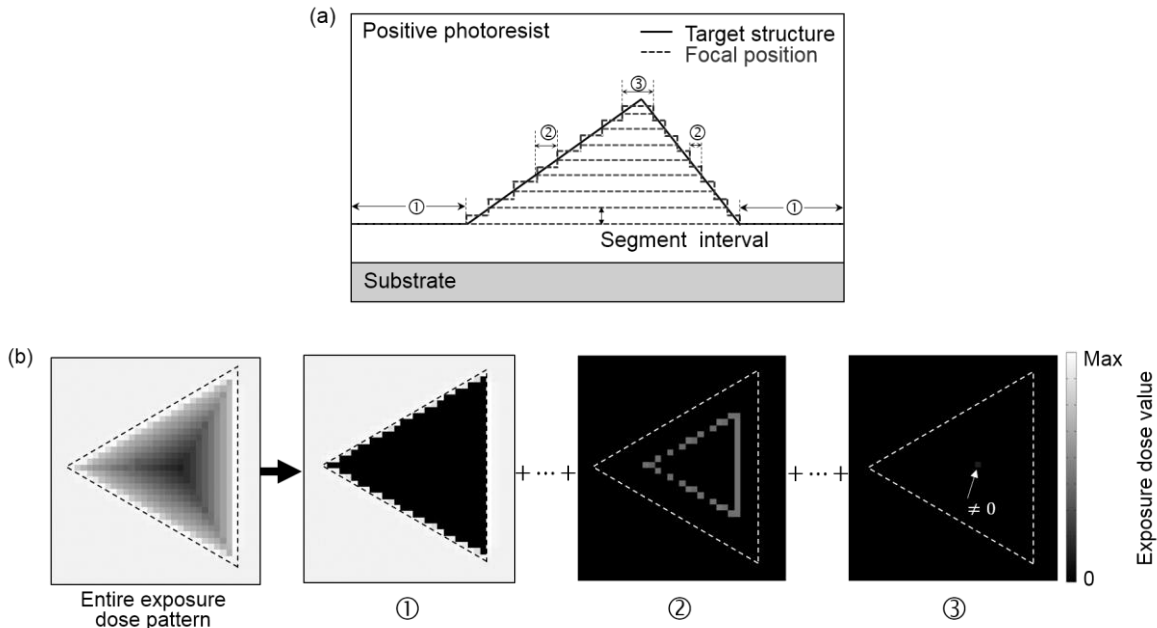 (a)
Positive photoresist
Target structure
Focal position
③
② ②
① ①
Segment interval
Substrate
(b)
Max
+ ··· + + ··· +
≠ 0
Exposure dose value
0
Entire exposure
dose pattern
① ② ③